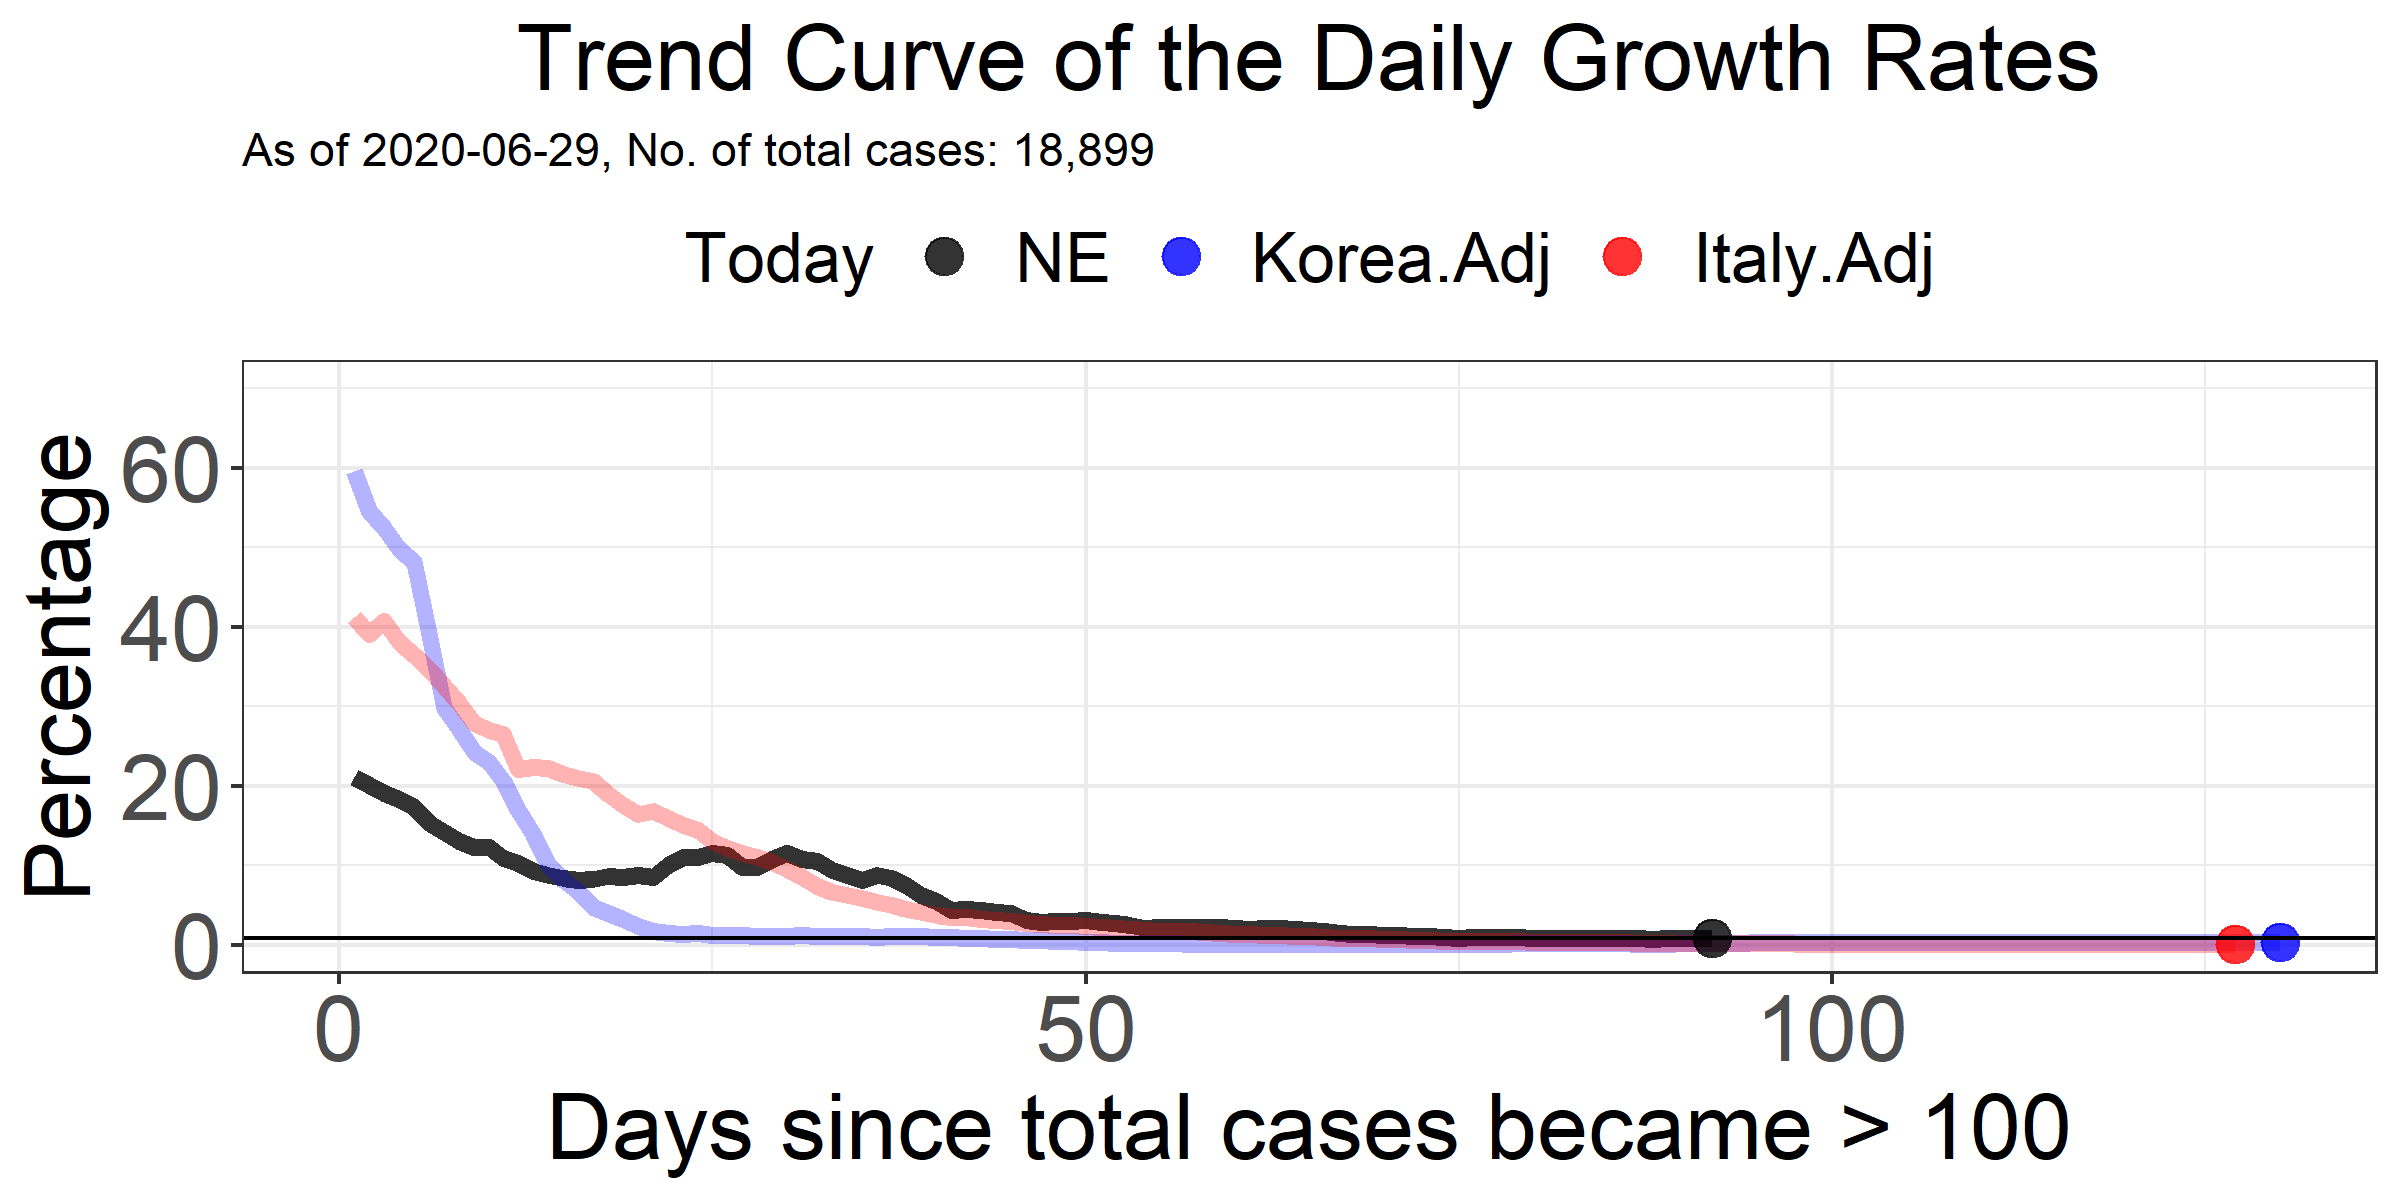 Trend Curve of the Daily Growth Rates
As of 2020-06-29, No. of total cases: 18,899
Today NE Korea.Adj Italy.Adj
Percentage
60
40
20
0
0 50 100
Days since total cases became > 100